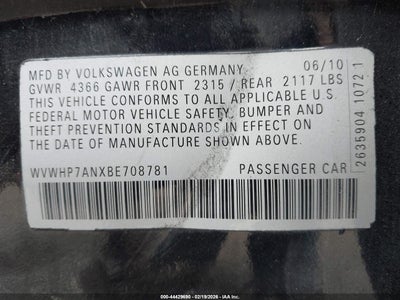 MFD BY VOLKSWAGEN AG GERMANY 06/10
GVWR 4366 GAWR FRONT 2315 / REAR 2117 LBS
THIS VEHICLE CONFORMS TO ALL APPLICABLE U.S.
FEDERAL MOTOR VEHICLE SAFETY, BUMPER AND
THEFT PREVENTION STANDARDS IN EFFECT ON
THE DATE OF MANUFACTURE SHOWN ABOVE.
WVWHP7ANXBE708781 PASSENGER CAR
2635904 1072 1
000-44429690 - 02/19/2026 - IAA Inc.